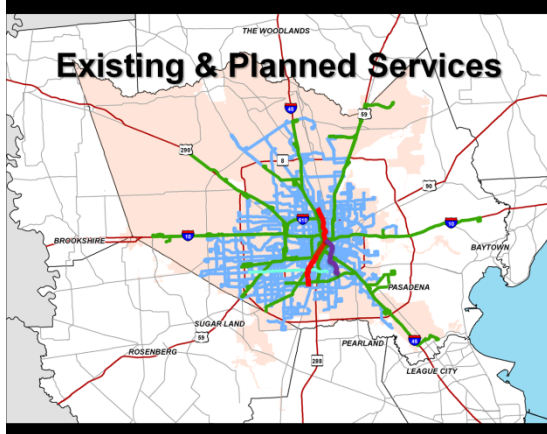 THE WOODLANDS
Existing & Planned Services
45
59
290
8
90
610
10
10
BROOKSHIRE
BAYTOWN
PASADENA
SUGAR LAND
59
ROSENBERG
PEARLAND
288
45
LEAGUE CITY